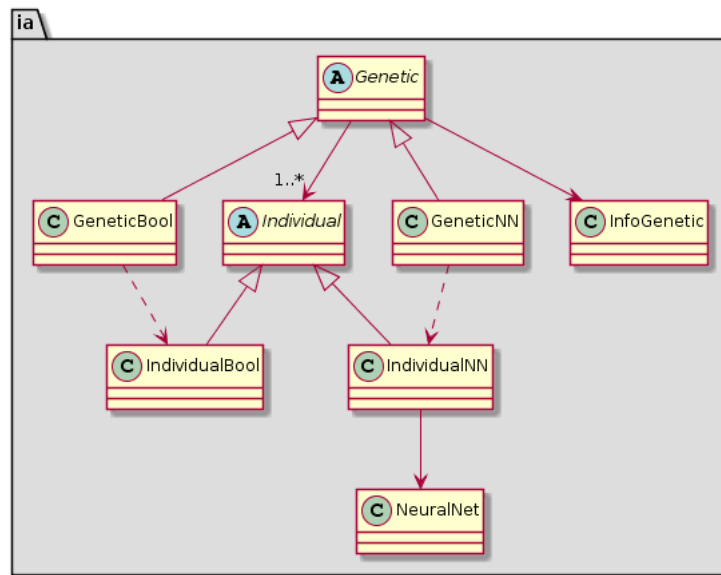 ia
A Genetic
1..*
C GeneticBool
A Individual
C GeneticNN
C InfoGenetic
C IndividualBool
C IndividualNN
C NeuralNet